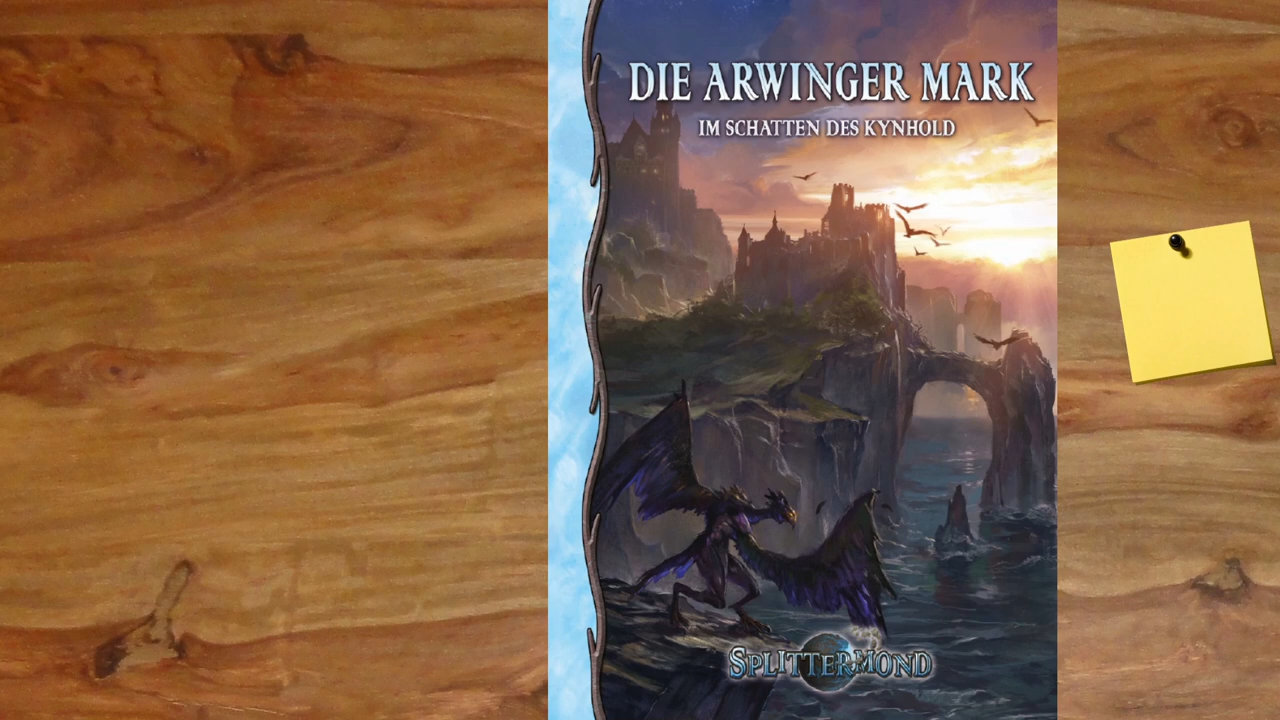 DIE ARWINGER MARK
IM SCHATTEN DES KYNHOLD
SPLITTERMOND